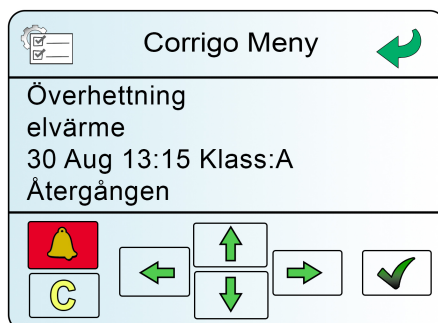 Corrigo Meny
Överhettning
elvärme
30 Aug 13:15 Klass:A
Återgången
C